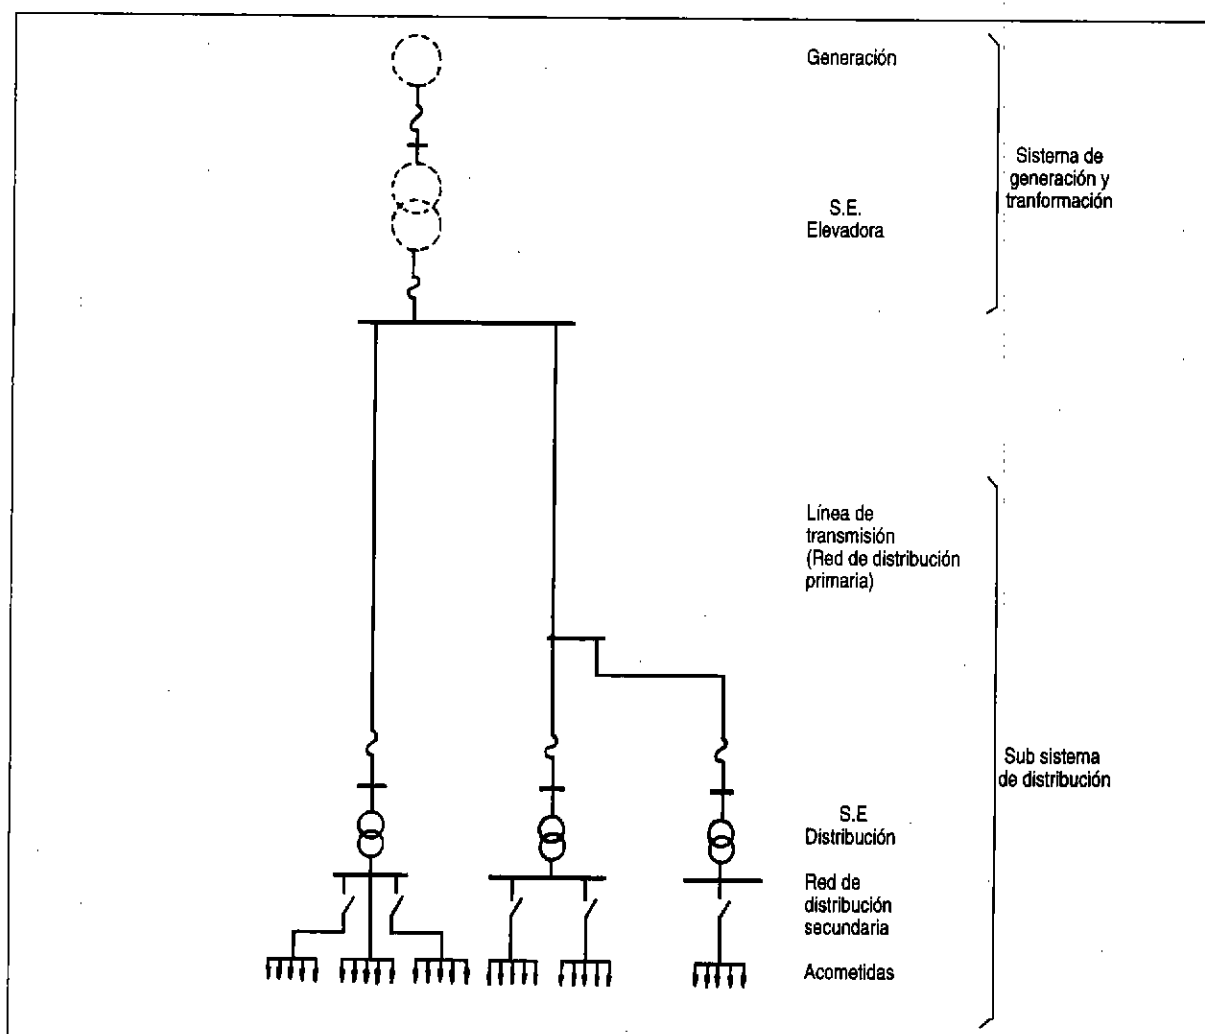 Generación
Sistema de
generación y
tranformación
S.E.
Elevadora
Línea de
transmisión
(Red de distribución
primaria)
Sub sistema
de distribución
S.E
Distribución
Red de
distribución
secundaria
Acometidas